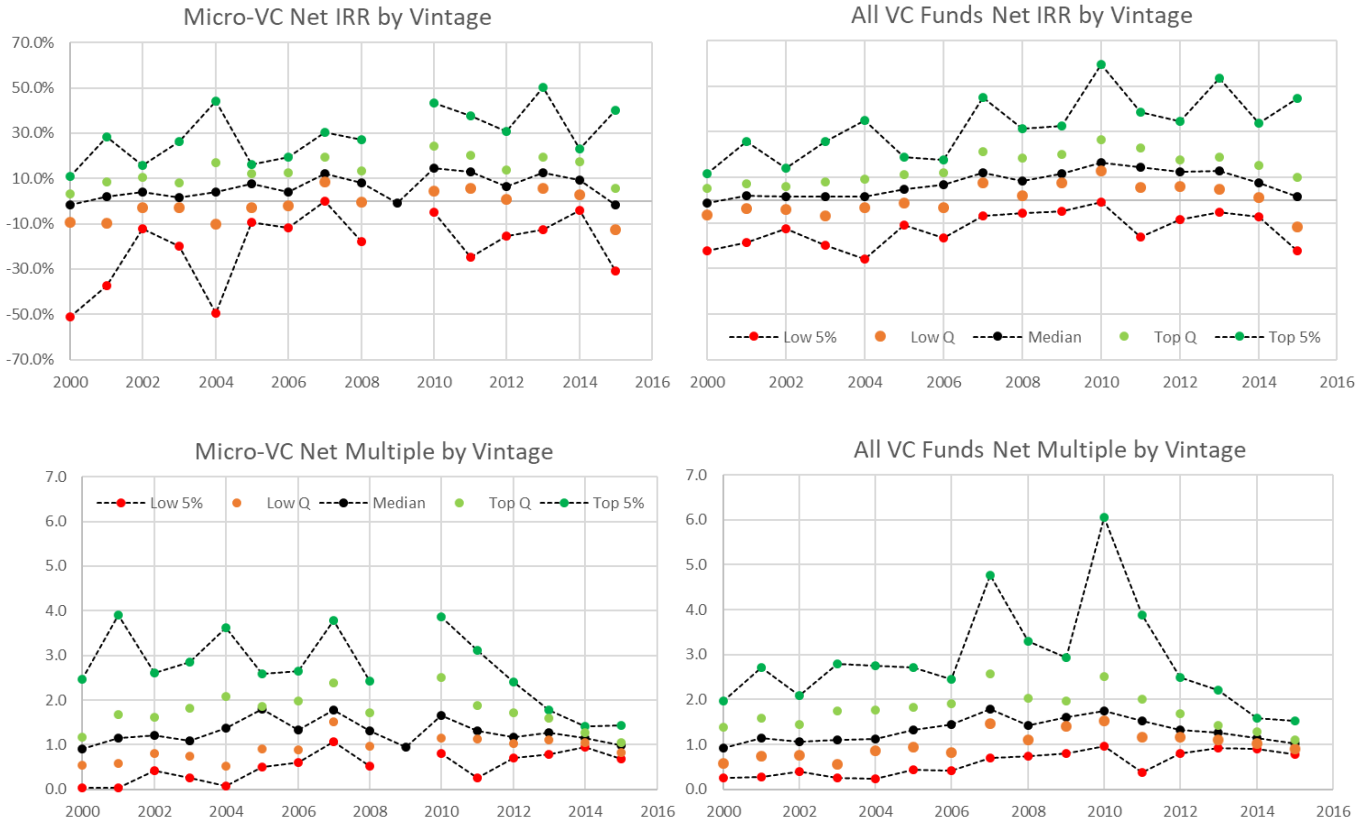 Micro-VC Net IRR by Vintage
70.0%
50.0%
30.0%
10.0%
-10.0%
-30.0%
-50.0%
-70.0%
2000 2002 2004 2006 2008 2010 2012 2014 2016
All VC Funds Net IRR by Vintage
Low 5% Low Q Median Top Q Top 5%
2000 2002 2004 2006 2008 2010 2012 2014 2016
Micro-VC Net Multiple by Vintage
7.0
Low 5% Low Q Median Top Q Top 5%
6.0
5.0
4.0
3.0
2.0
1.0
0.0
2000 2002 2004 2006 2008 2010 2012 2014 2016
All VC Funds Net Multiple by Vintage
7.0
6.0
5.0
4.0
3.0
2.0
1.0
0.0
2000 2002 2004 2006 2008 2010 2012 2014 2016